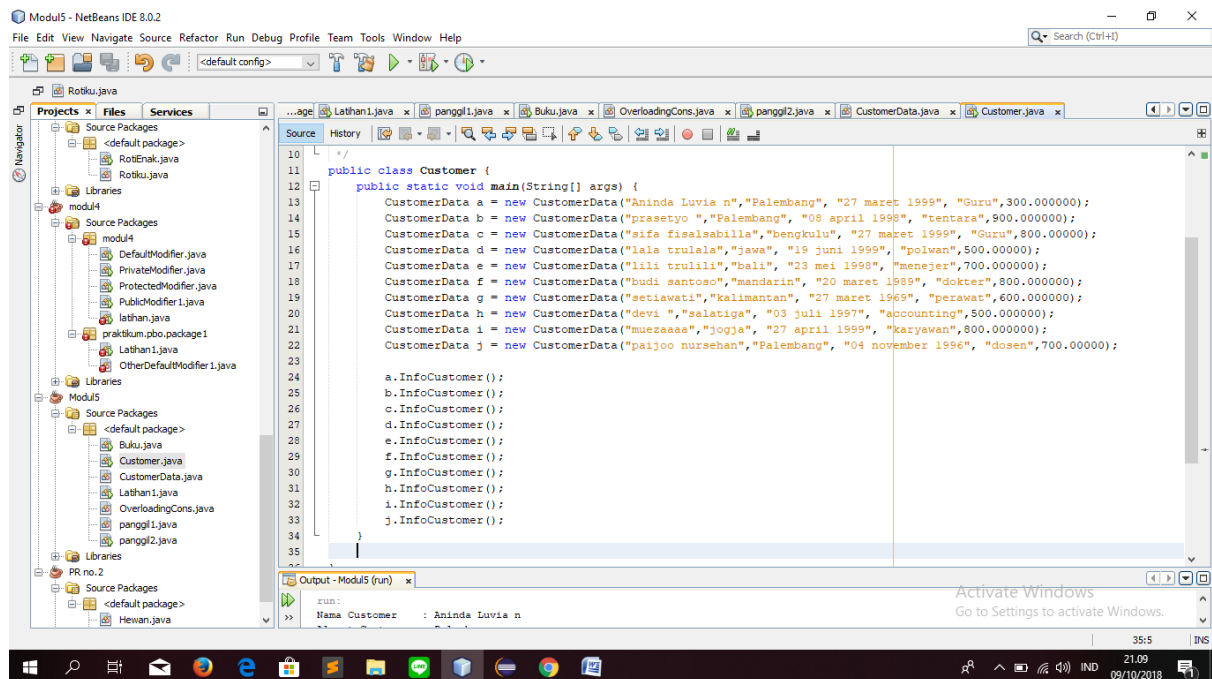 Modul5 - NetBeans IDE 8.0.2
File Edit View Navigate Source Refactor Run Debug Profile Team Tools Window Help
Search (Ctrl+I)
<default config>
Rotiku.java
Projects Files Services
Navigator
Source Packages
<default package>
RotiEnak.java
Rotiku.java
Libraries
modul4
Source Packages
modul4
DefaultModifier.java
PrivateModifier.java
ProtectedModifier.java
PublicModifier1.java
latihan.java
praktikum.pbo.package1
Latihan1.java
OtherDefaultModifier1.java
Libraries
Modul5
Source Packages
<default package>
Buku.java
Customer.java
CustomerData.java
Latihan1.java
OverloadingCons.java
panggil1.java
panggil2.java
Libraries
PR no.2
Source Packages
<default package>
Hewan.java
...age Latihan1.java panggil1.java Buku.java OverloadingCons.java panggil2.java CustomerData.java Customer.java
Source History
10 */
11 public class Customer {
12 public static void main(String[] args) {
13 CustomerData a = new CustomerData("Aninda Luvia n","Palembang", "27 maret 1999", "Guru",300.000000);
14 CustomerData b = new CustomerData("prasetyo ","Palembang", "08 april 1998", "tentara",900.000000);
15 CustomerData c = new CustomerData("sifa fisalsabilla","bengkulu", "27 maret 1999", "Guru",800.00000);
16 CustomerData d = new CustomerData("lala trulala","jawa", "19 juni 1999", "polwan",500.00000);
17 CustomerData e = new CustomerData("lili trulili","bali", "23 mei 1998", "menejer",700.000000);
18 CustomerData f = new CustomerData("budi santoso","mandarin", "20 maret 1989", "dokter",800.000000);
19 CustomerData g = new CustomerData("setiawati","kalimantan", "27 maret 1969", "perawat",600.000000);
20 CustomerData h = new CustomerData("devi ","salatiga", "03 juli 1997", "accounting",500.000000);
21 CustomerData i = new CustomerData("muezaaaa","jogja", "27 april 1999", "karyawan",800.000000);
22 CustomerData j = new CustomerData("paijoo nursehan","Palembang", "04 november 1996", "dosen",700.00000);
23
24 a.InfoCustomer();
25 b.InfoCustomer();
26 c.InfoCustomer();
27 d.InfoCustomer();
28 e.InfoCustomer();
29 f.InfoCustomer();
30 g.InfoCustomer();
31 h.InfoCustomer();
32 i.InfoCustomer();
33 j.InfoCustomer();
34 }
35
Output - Modul5 (run)
run:
Nama Customer : Aninda Luvia n
Activate Windows
Go to Settings to activate Windows.
35:5 INS
IND
21.09
09/10/2018